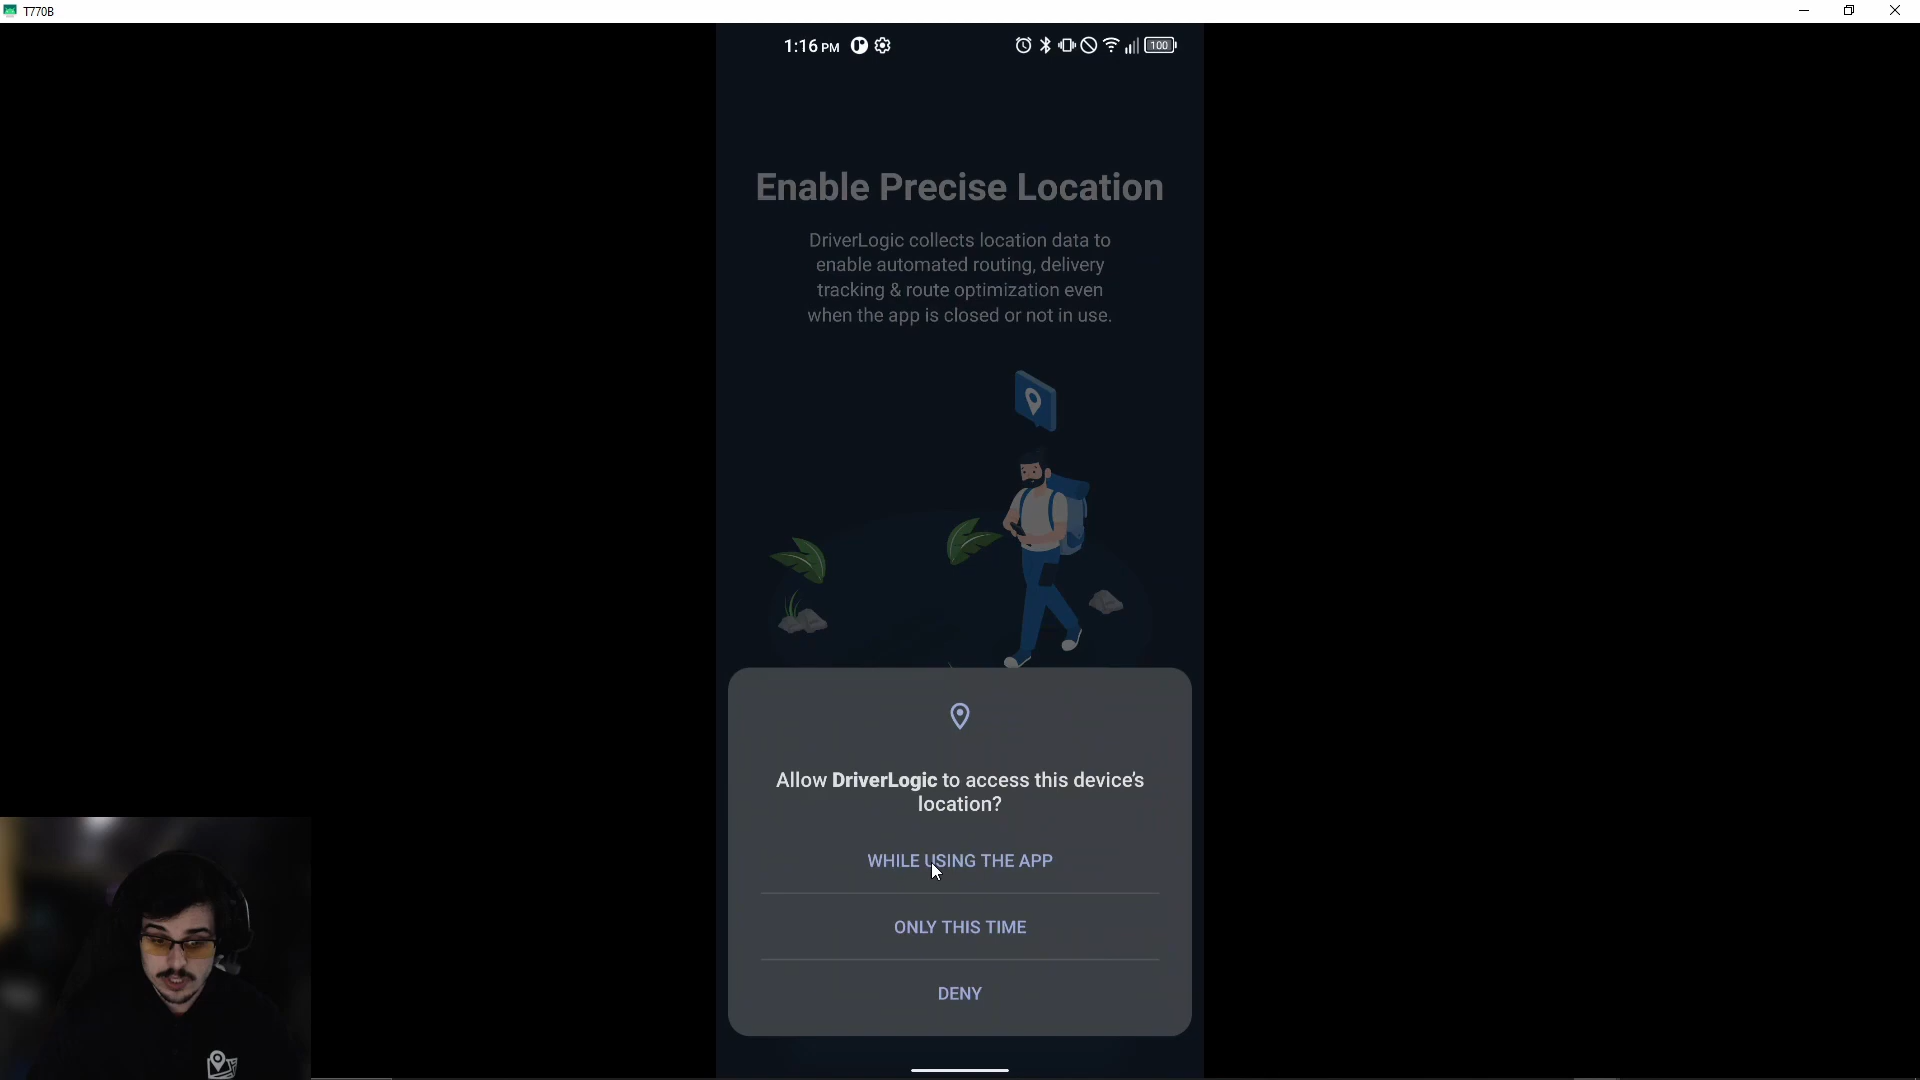 T770B
1:16 PM
100
Enable Precise Location
DriverLogic collects location data to
enable automated routing, delivery
tracking & route optimization even
when the app is closed or not in use.
Allow DriverLogic to access this device's
location?
WHILE USING THE APP
ONLY THIS TIME
DENY